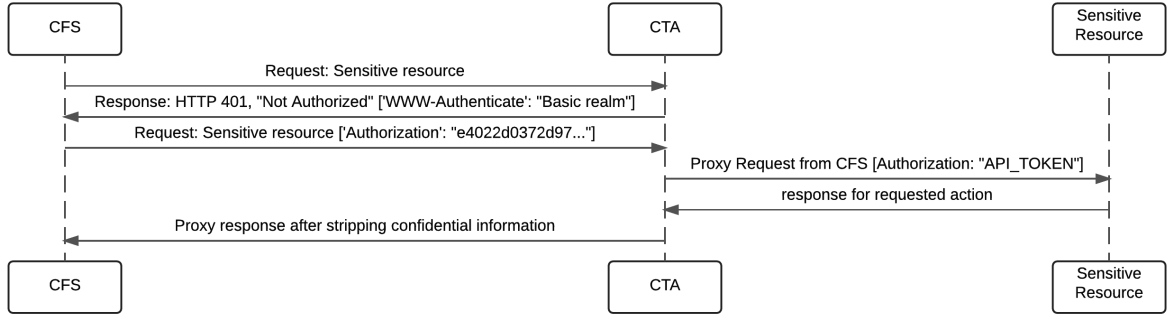 CFS
CTA
Sensitive
Resource
Request: Sensitive resource
Response: HTTP 401, "Not Authorized" ['WWW-Authenticate': "Basic realm"]
Request: Sensitive resource ['Authorization': "e4022d0372d97..."]
Proxy Request from CFS [Authorization: "API_TOKEN"]
response for requested action
Proxy response after stripping confidential information
CFS
CTA
Sensitive
Resource